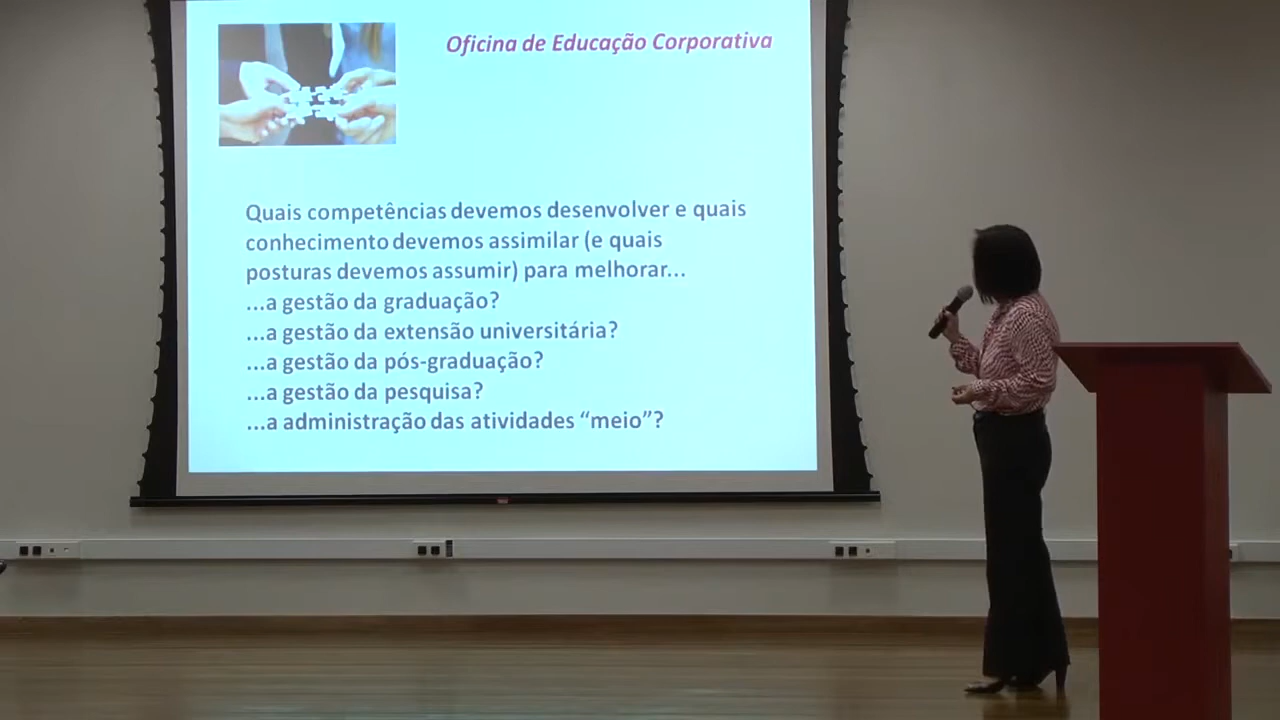 Oficina de Educação Corporativa
Quais competências devemos desenvolver e quais
conhecimento devemos assimilar (e quais
posturas devemos assumir) para melhorar...
...a gestão da graduação?
...a gestão da extensão universitária?
...a gestão da pós-graduação?
...a gestão da pesquisa?
...a administração das atividades “meio”?